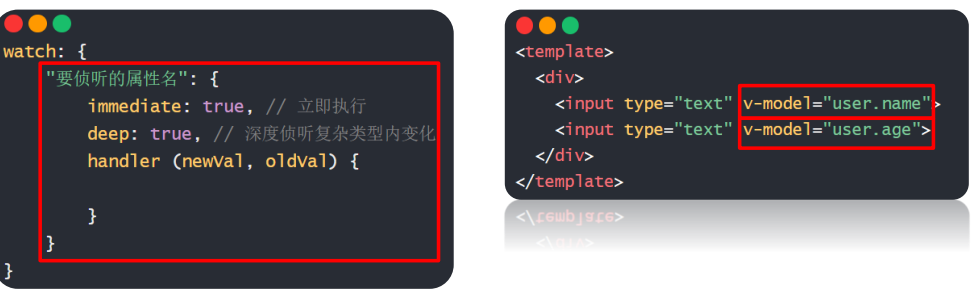 watch: {
    "要侦听的属性名": {
        immediate: true, // 立即执行
        deep: true, // 深度侦听复杂类型内变化
        handler (newVal, oldVal) {

        }
    }
}
<template>
  <div>
    <input type="text" v-model="user.name">
    <input type="text" v-model="user.age">
  </div>
</template>